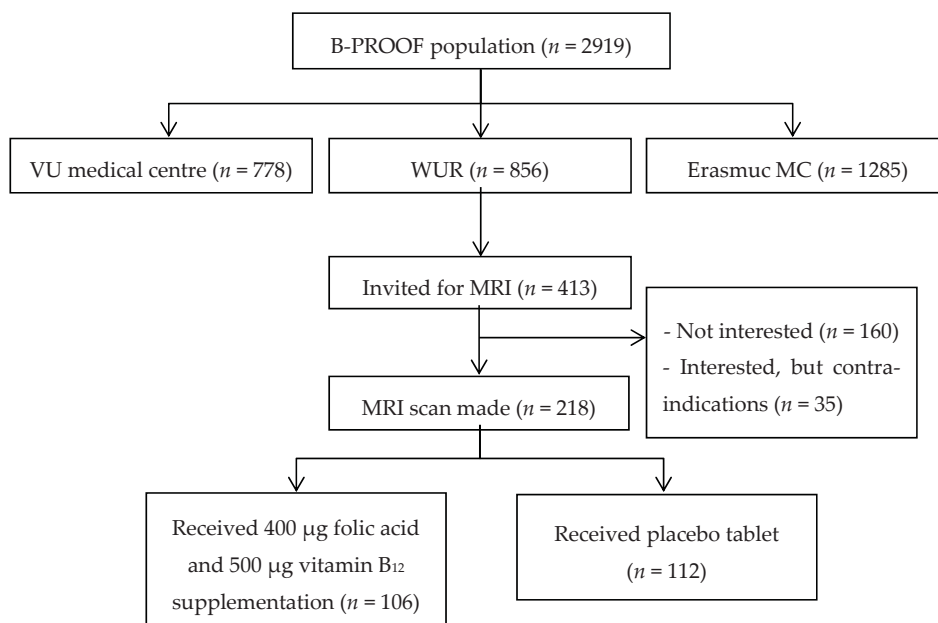 B-PROOF population (n = 2919)
VU medical centre (n = 778)
WUR (n = 856)
Erasmuc MC (n = 1285)
Invited for MRI (n = 413)
- Not interested (n = 160)
- Interested, but contra-
indications (n = 35)
MRI scan made (n = 218)
Received 400 µg folic acid
and 500 µg vitamin B₁₂
supplementation (n = 106)
Received placebo tablet
(n = 112)